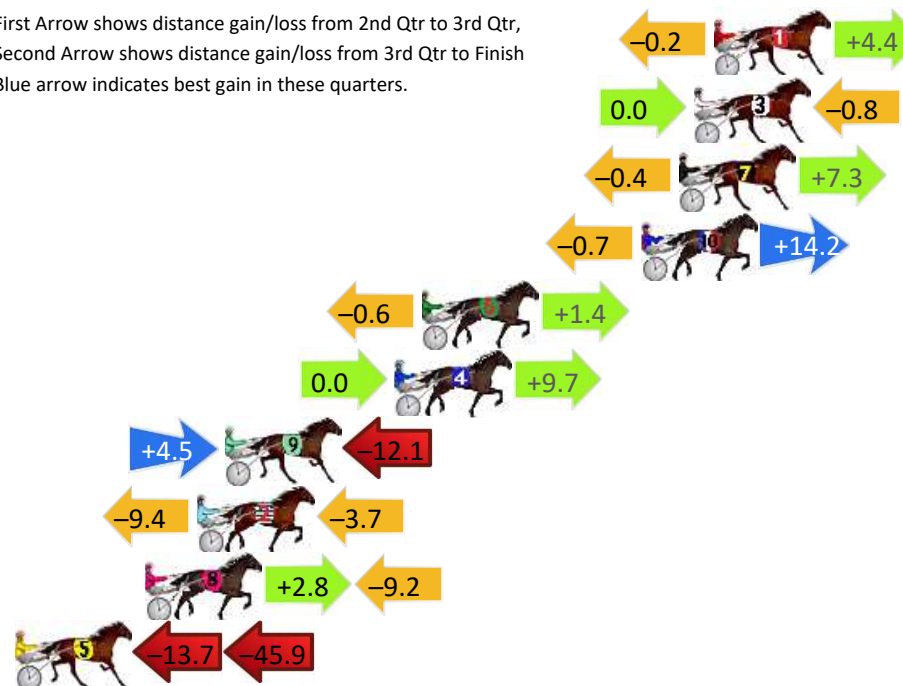 First Arrow shows distance gain/loss from 2nd Qtr to 3rd Qtr,
Second Arrow shows distance gain/loss from 3rd Qtr to Finish
Blue arrow indicates best gain in these quarters.
–0.2 1 +4.4
0.0 3 –0.8
–0.4 7 +7.3
–0.7 10 +14.2
–0.6 6 +1.4
0.0 4 +9.7
+4.5 9 –12.1
–9.4 2 –3.7
8 +2.8 –9.2
5 –13.7 –45.9